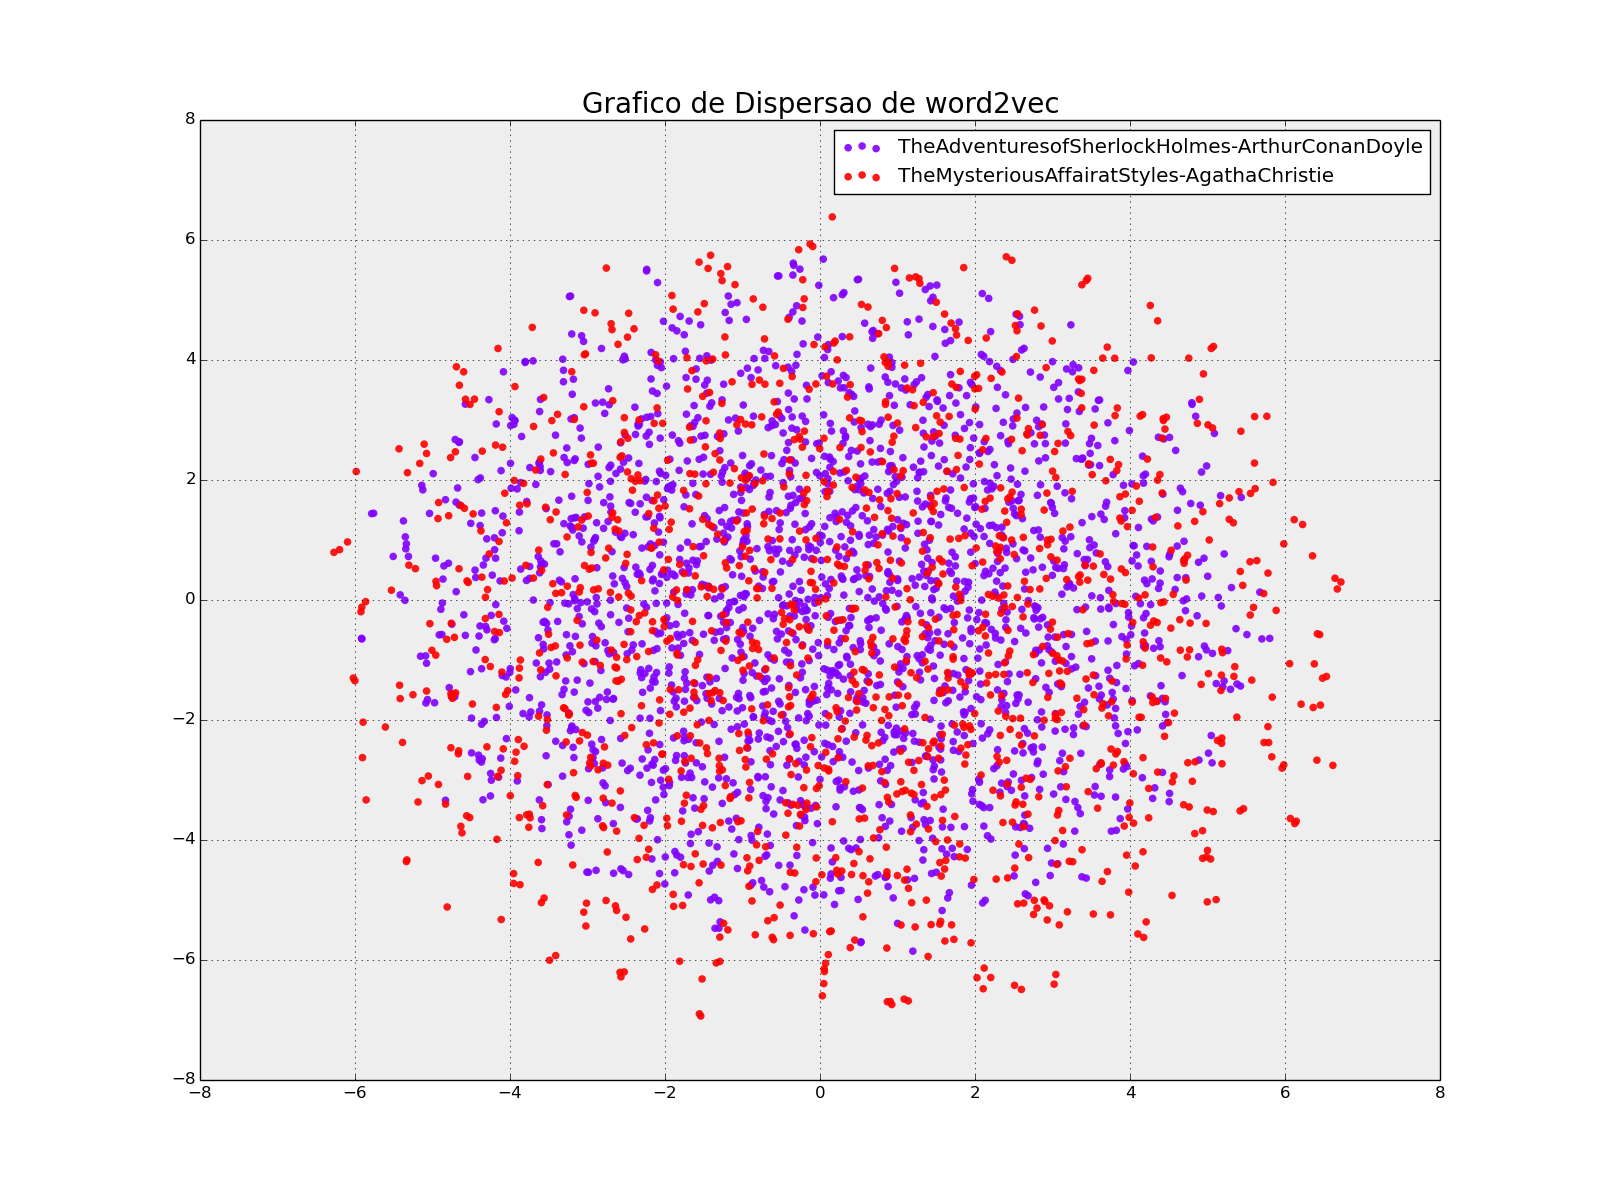 Grafico de Dispersao de word2vec
TheAdventuresofSherlockHolmes-ArthurConanDoyle
TheMysteriousAffairatStyles-AgathaChristie
8
6
4
2
0
−2
−4
−6
−8
−8 −6 −4 −2 0 2 4 6 8